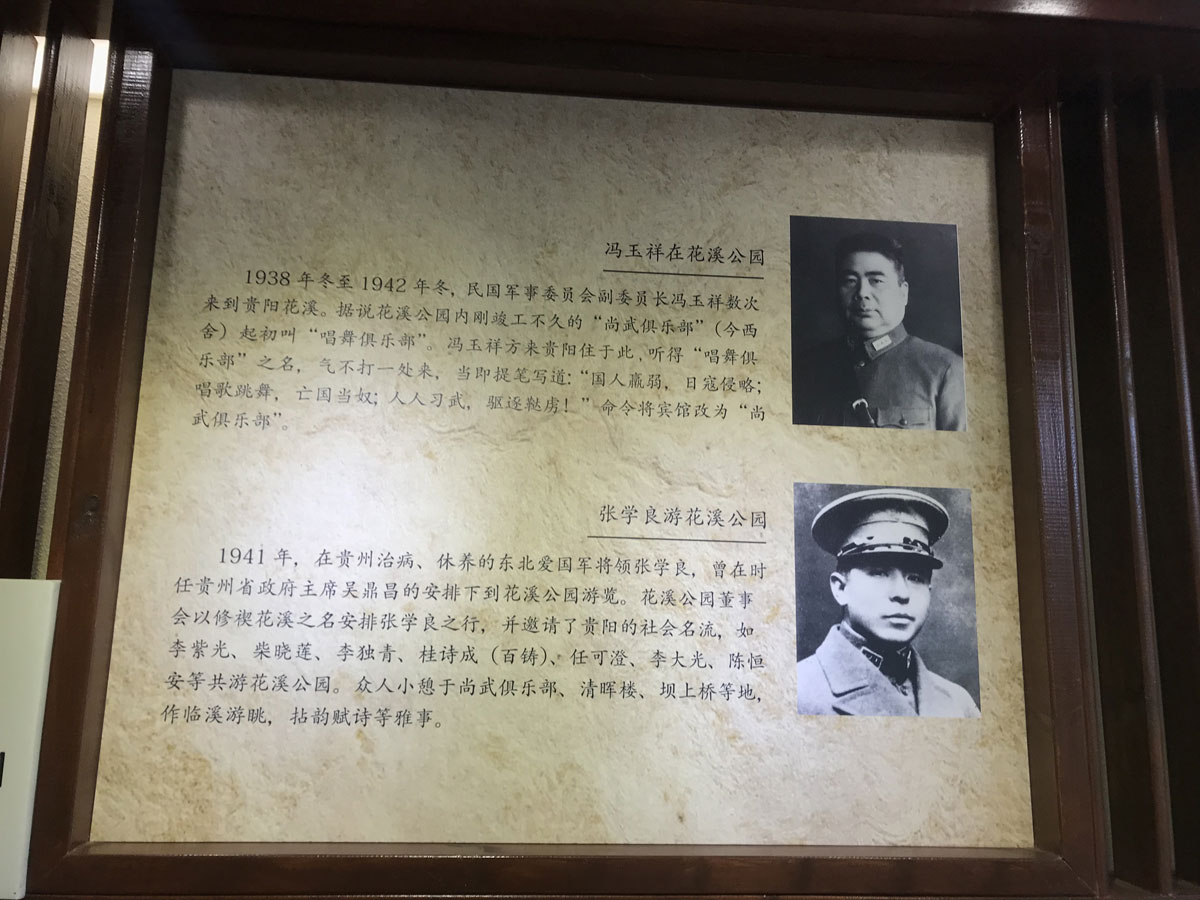 冯玉祥在花溪公园
1938 年冬至 1942 年冬，民国军事委员会副委员长冯玉祥数次
来到贵阳花溪。据说花溪公园内刚竣工不久的“尚武俱乐部”（今西
舍）起初叫“唱舞俱乐部”。冯玉祥方来贵阳住于此，听得“唱舞俱
乐部”之名，气不打一处来，当即提笔写道：“国人羸弱，日寇侵略；
唱歌跳舞，亡国当奴；人人习武，驱逐鞑虏！”命令将宾馆改为“尚
武俱乐部”。
张学良游花溪公园
1941 年，在贵州治病、休养的东北爱国军将领张学良，曾在时
任贵州省政府主席吴鼎昌的安排下到花溪公园游览。花溪公园董事
会以修禊花溪之名安排张学良之行，并邀请了贵阳的社会名流，如
李紫光、柴晓莲、李独青、桂诗成（百铸）、任可澄、李大光、陈恒
安等共游花溪公园。众人小憩于尚武俱乐部、清晖楼、坝上桥等地，
作临溪游眺，拈韵赋诗等雅事。